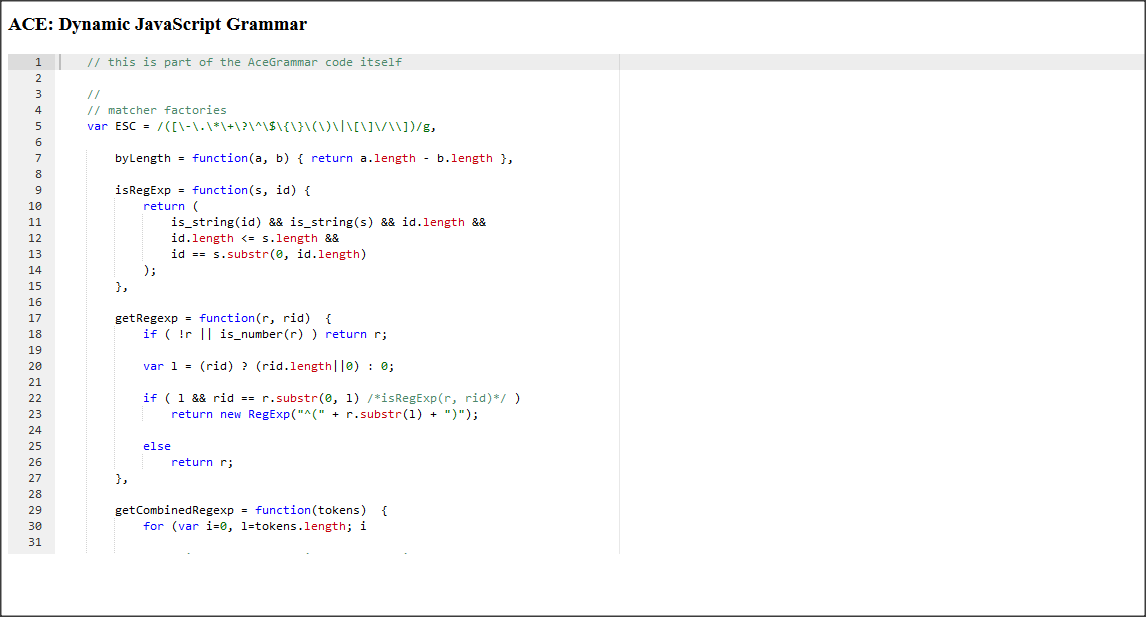 ACE: Dynamic JavaScript Grammar
1 // this is part of the AceGrammar code itself
2
3 //
4 // matcher factories
5 var ESC = /([\-\.\*\+\?\^\$\{\}\(\)\|\[\]\/\\])/g,
6
7 byLength = function(a, b) { return a.length - b.length },
8
9 isRegExp = function(s, id) {
10 return (
11 is_string(id) && is_string(s) && id.length &&
12 id.length <= s.length &&
13 id == s.substr(0, id.length)
14 );
15 },
16
17 getRegexp = function(r, rid)  {
18 if ( !r || is_number(r) ) return r;
19
20 var l = (rid) ? (rid.length||0) : 0;
21
22 if ( l && rid == r.substr(0, l) /*isRegExp(r, rid)*/ )
23 return new RegExp("^(" + r.substr(l) + ")");
24
25 else
26 return r;
27 },
28
29 getCombinedRegexp = function(tokens)  {
30 for (var i=0, l=tokens.length; i
31